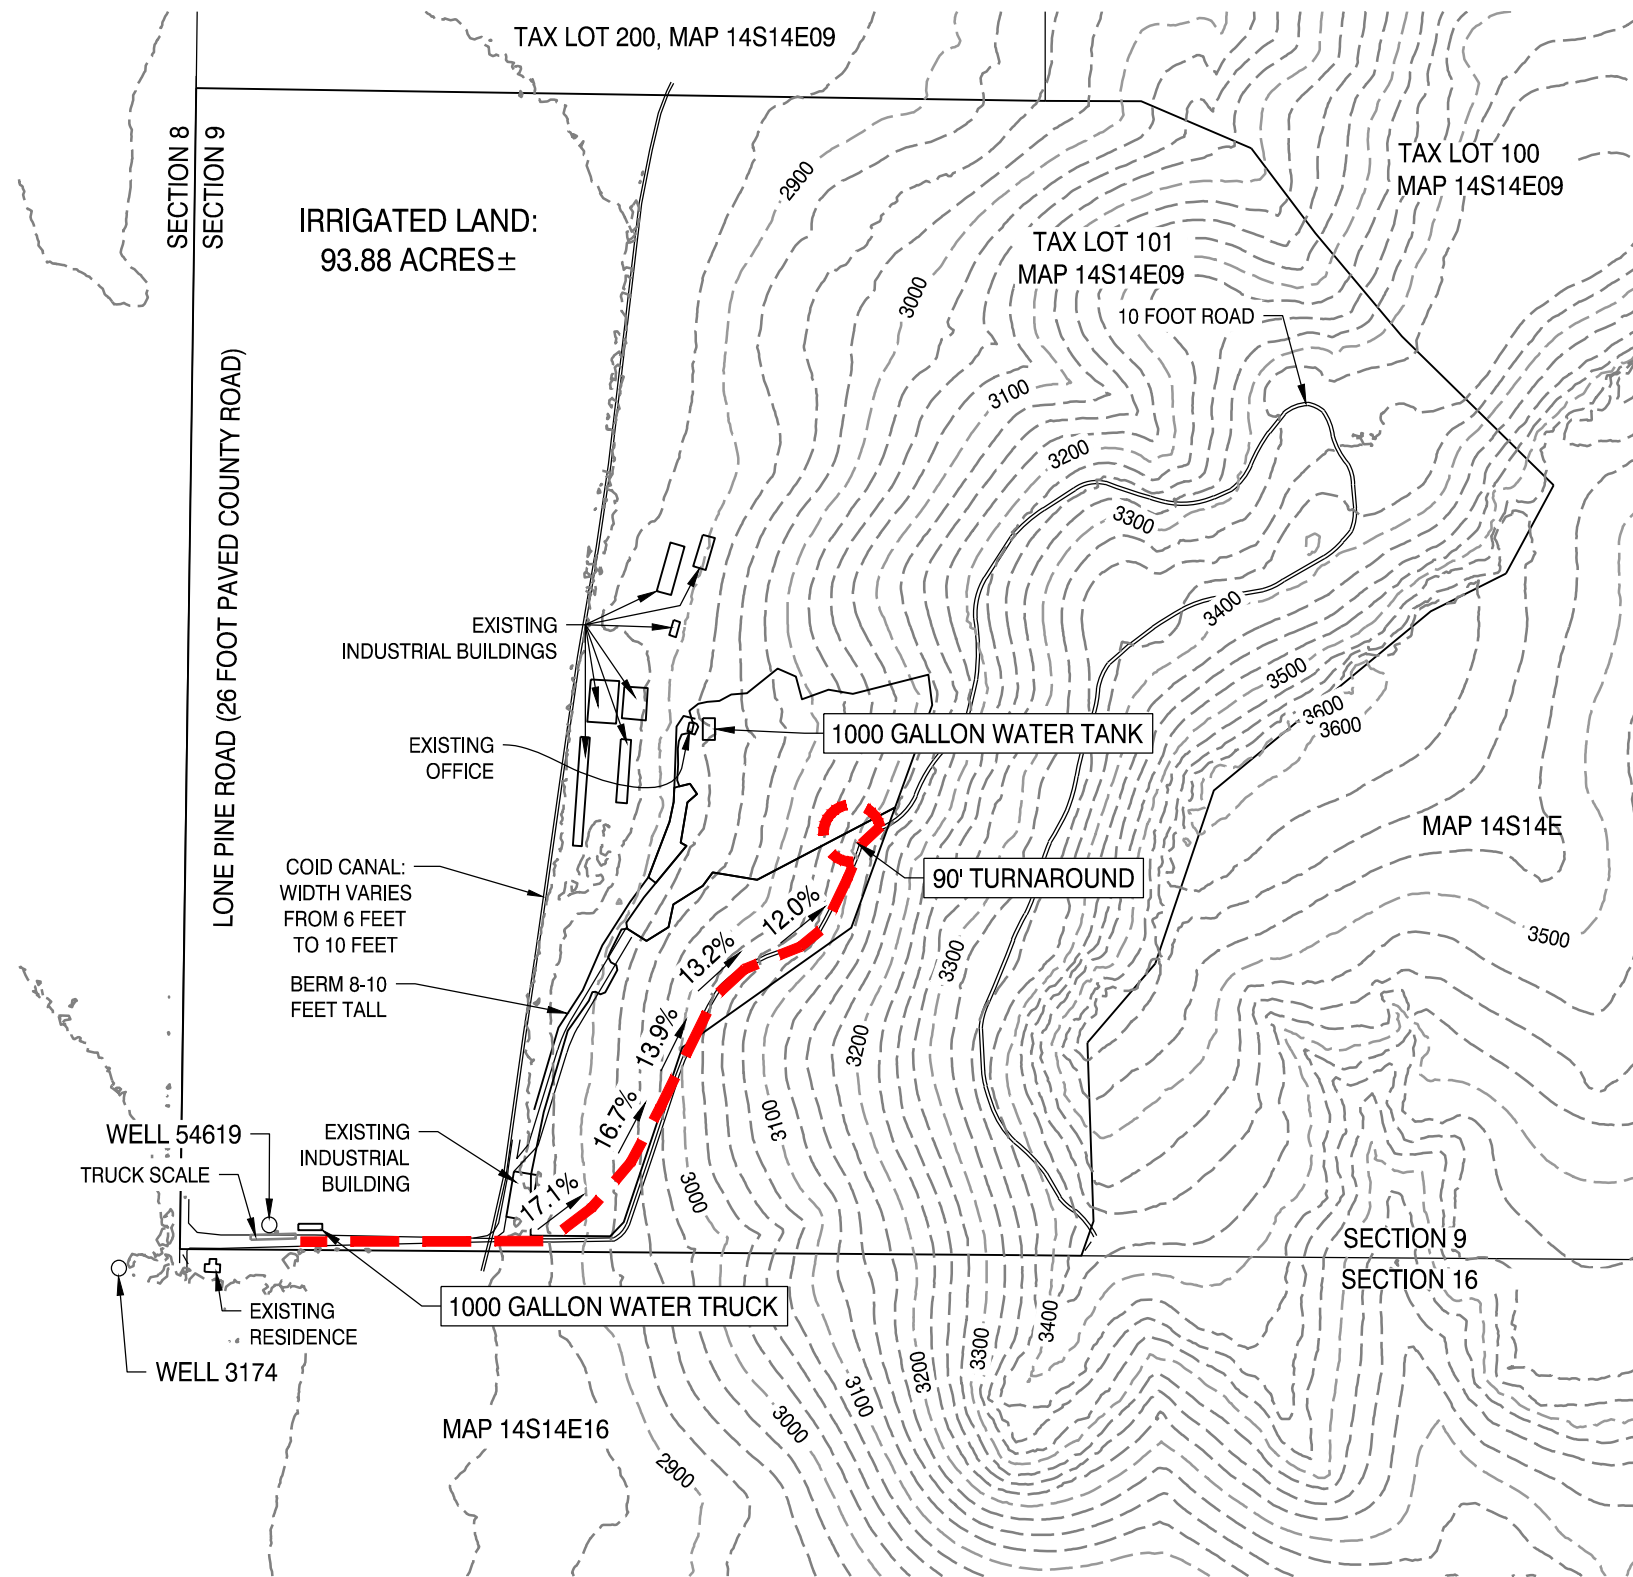 TAX LOT 200, MAP 14S14E09
SECTION 8
SECTION 9
IRRIGATED LAND:
93.88 ACRES±
TAX LOT 100
MAP 14S14E09
TAX LOT 101
MAP 14S14E09
10 FOOT ROAD
2900
3000
3100
3200
3300
3400
3500
3600
3600
LONE PINE ROAD (26 FOOT PAVED COUNTY ROAD)
EXISTING
INDUSTRIAL BUILDINGS
EXISTING
OFFICE
1000 GALLON WATER TANK
MAP 14S14E
COID CANAL:
WIDTH VARIES
FROM 6 FEET
TO 10 FEET
90' TURNAROUND
BERM 8-10
FEET TALL
12.0%
13.2%
13.9%
16.7%
17.1%
3500
3300
3200
3100
3000
WELL 54619
TRUCK SCALE
EXISTING
INDUSTRIAL
BUILDING
SECTION 9
SECTION 16
1000 GALLON WATER TRUCK
EXISTING
RESIDENCE
WELL 3174
3400
3300
3200
3100
3000
2900
MAP 14S14E16